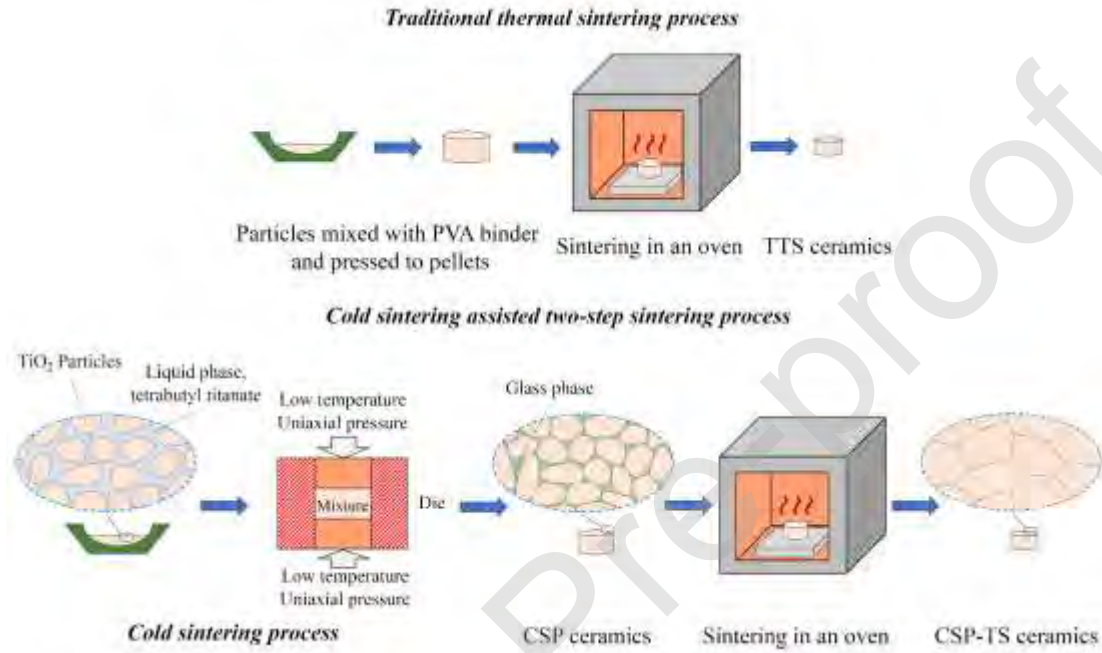 Traditional thermal sintering process
Particles mixed with PVA binder
and pressed to pellets
Sintering in an oven
TTS ceramics
Cold sintering assisted two-step sintering process
TiO₂ Particles
Liquid phase,
tetrabutyl ritanate
Low temperature
Uniaxial pressure
Mixture
Die
Low temperature
Uniaxial pressure
Glass phase
Cold sintering process
CSP ceramics
Sintering in an oven
CSP-TS ceramics
Pre-proof